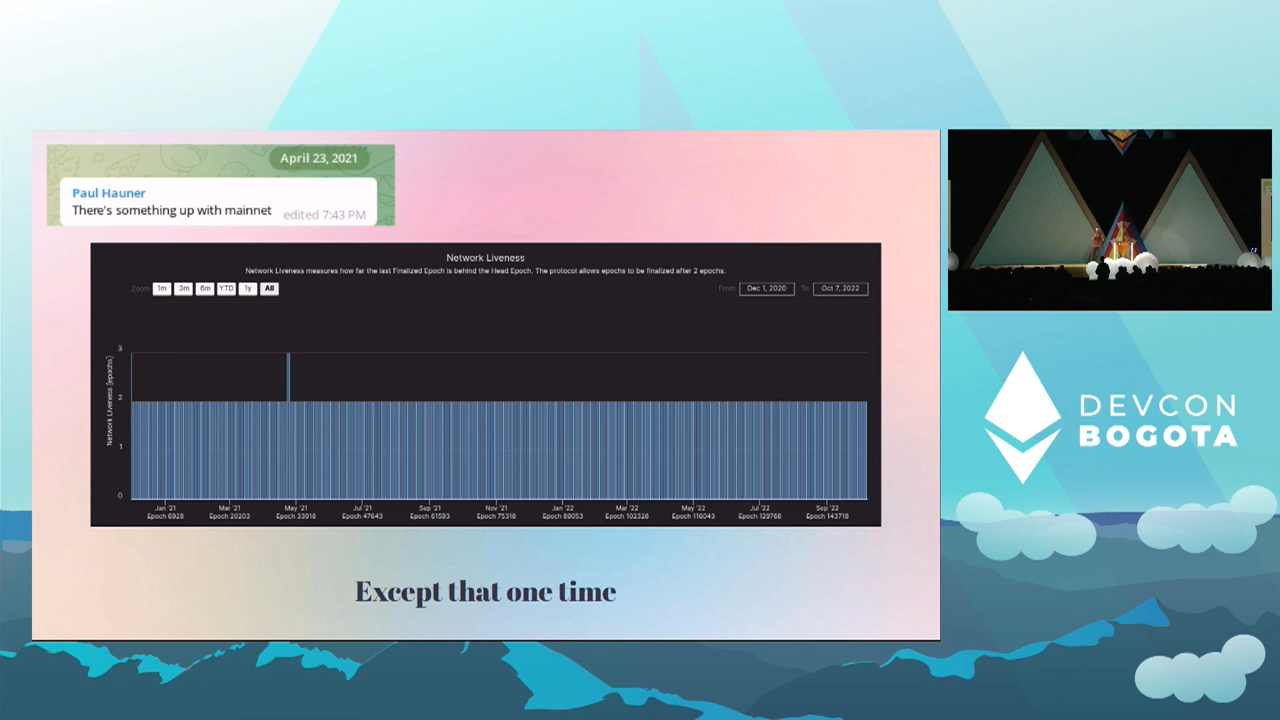 April 23, 2021
Paul Hauner
There's something up with mainnet
edited 7:43 PM
Network Liveness
Network Liveness measures how far the last Finalized Epoch is behind the Head Epoch. The protocol allows epochs to be finalized after 2 epochs.
Zoom 1m 3m 6m YTD 1y All
From Dec 1, 2020 To Oct 7, 2022
Network Liveness [epochs]
3
2
1
0
Jan '21 Mar '21 May '21 Jul '21 Sep '21 Nov '21 Jan '22 Mar '22 May '22 Jul '22 Sep '22
Epoch 6928 Epoch 20203 Epoch 33918 Epoch 47643 Epoch 61593 Epoch 75318 Epoch 89053 Epoch 102328 Epoch 116043 Epoch 129768 Epoch 143718
Except that one time
DEVCON
BOGOTA